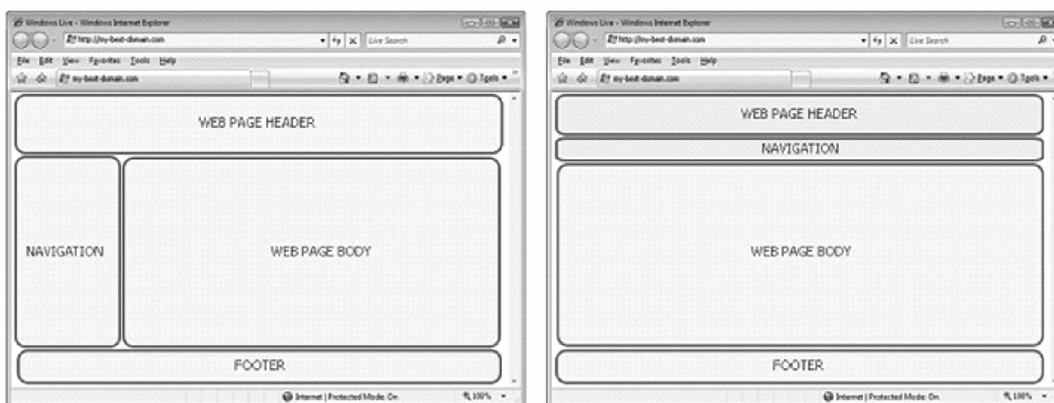 Windows Live - Windows Internet Explorer
http://my-best-domain.com
Live Search
File Edit View Favorites Tools Help
my-best-domain.com
Page Tools
WEB PAGE HEADER
NAVIGATION
WEB PAGE BODY
FOOTER
Internet | Protected Mode: On
100%
Windows Live - Windows Internet Explorer
http://my-best-domain.com
Live Search
File Edit View Favorites Tools Help
my-best-domain.com
Page Tools
WEB PAGE HEADER
NAVIGATION
WEB PAGE BODY
FOOTER
Internet | Protected Mode: On
100%